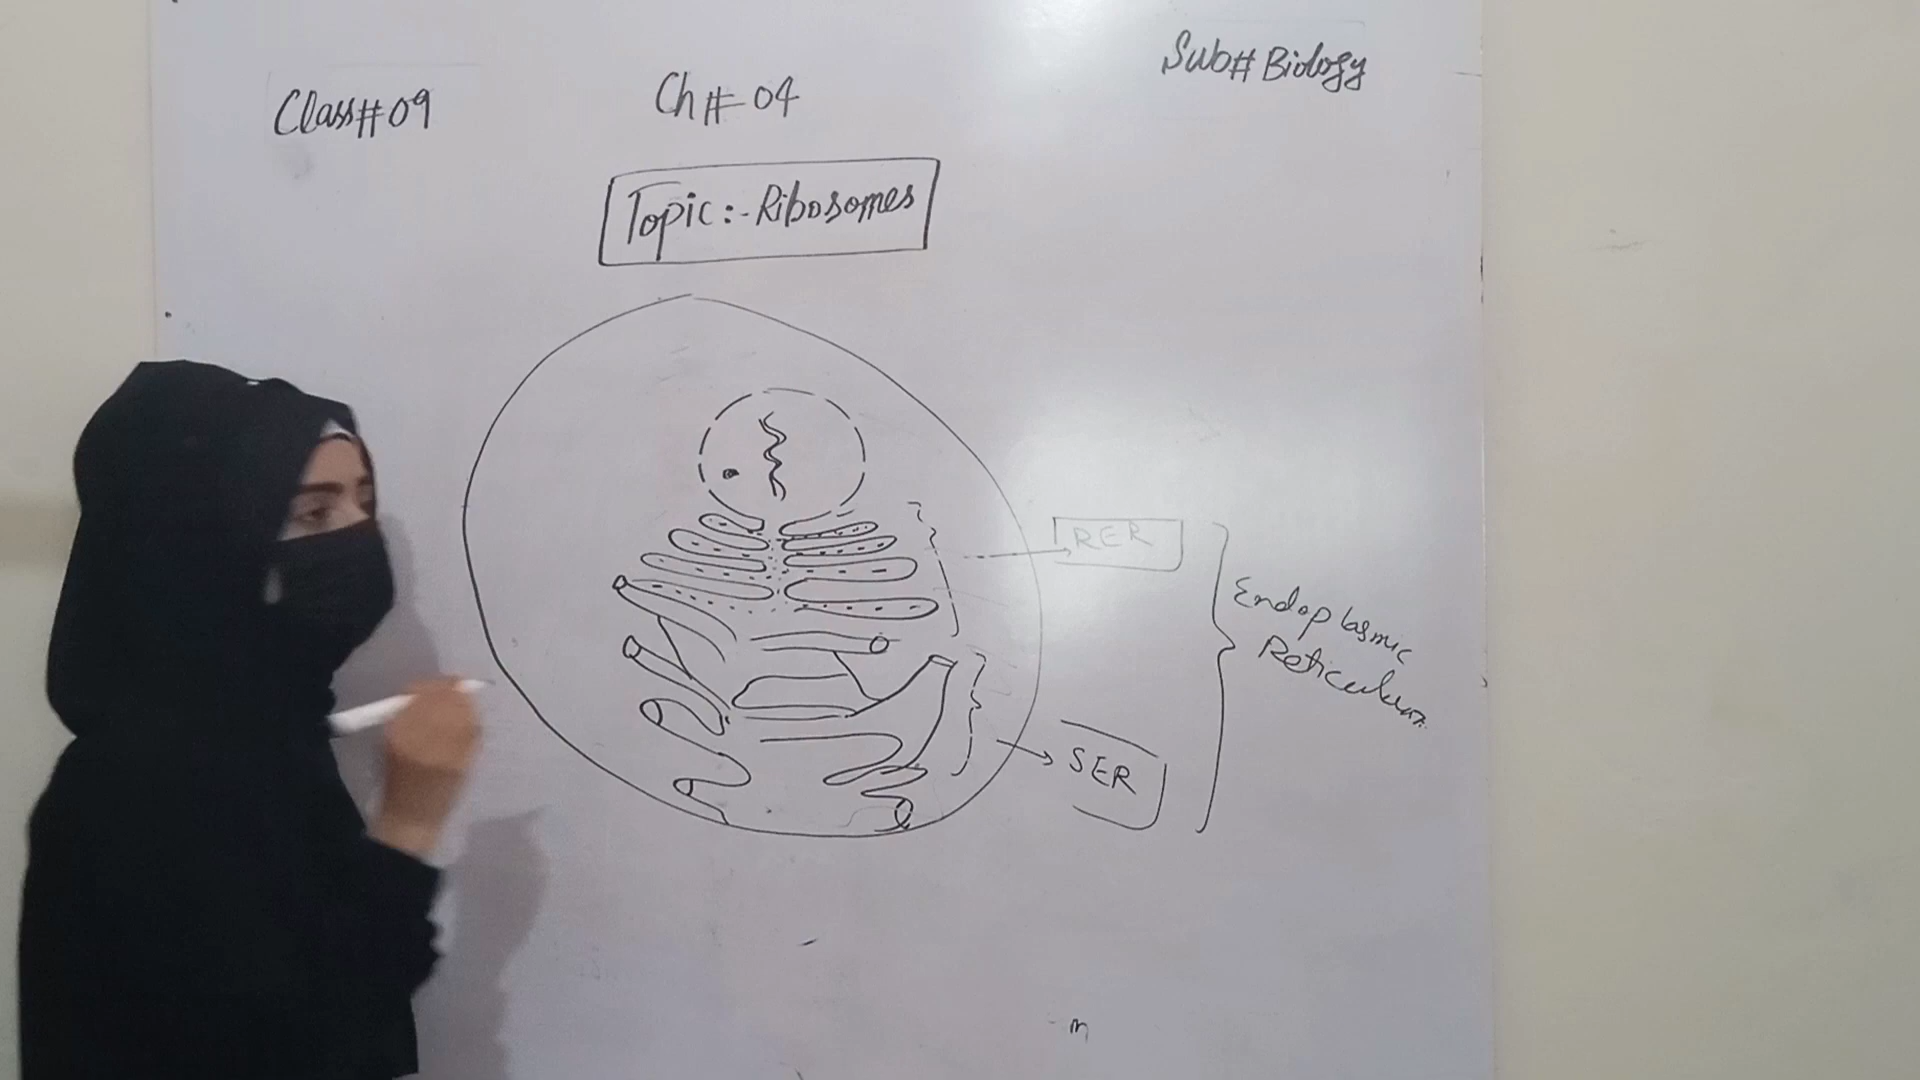 Sub# Biology
Class#09
Ch#04
Topic:-Ribosomes
RER
Endoplasmic
Reticulum.
SER